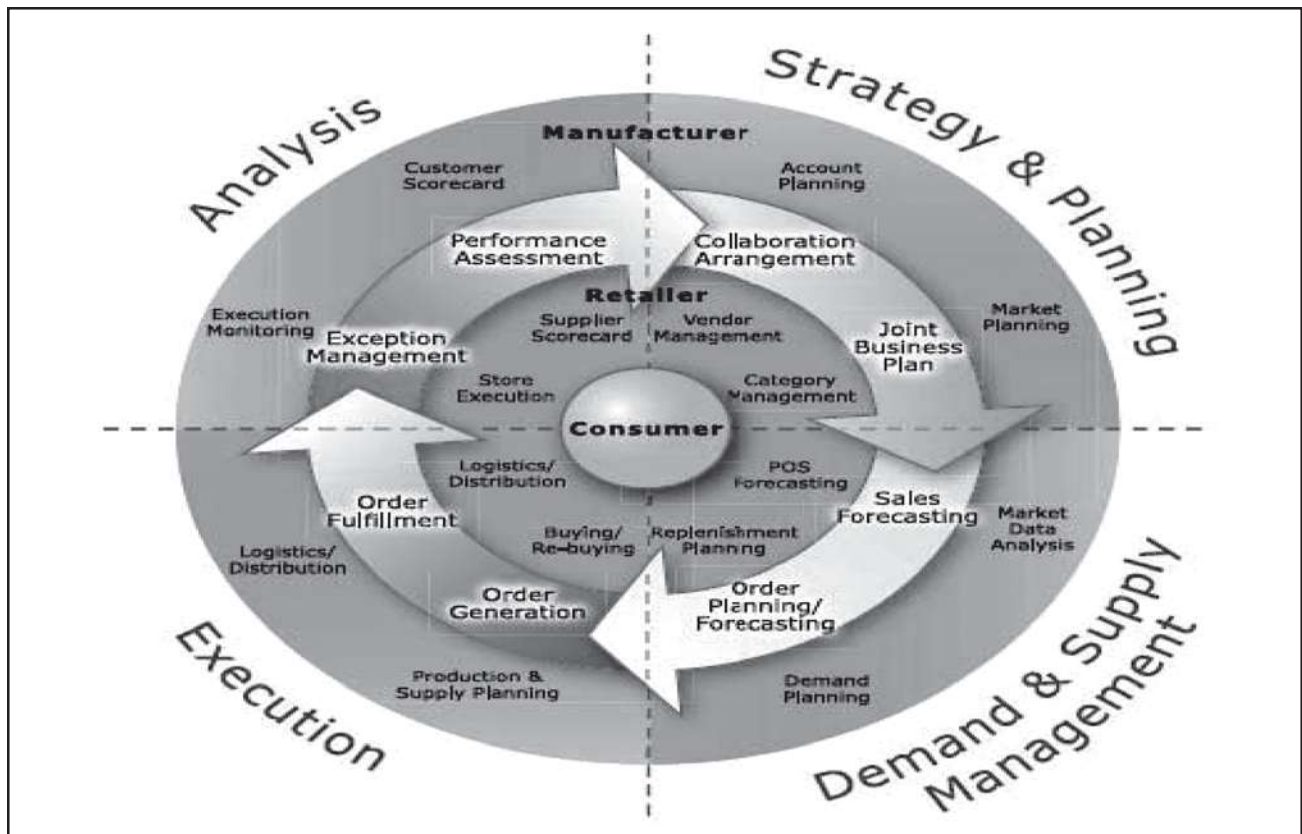 Analysis
Strategy & Planning
Manufacturer
Customer
Scorecard
Account
Planning
Performance
Assessment
Collaboration
Arrangement
Retailer
Execution
Monitoring
Supplier
Scorecard
Vendor
Management
Market
Planning
Exception
Management
Joint
Business
Plan
Store
Execution
Category
Management
Consumer
Logistics/
Distribution
POS
Forecasting
Order
Fulfillment
Sales
Forecasting
Market
Data
Analysis
Buying/
Re-buying
Replenishment
Planning
Logistics/
Distribution
Order
Generation
Order
Planning/
Forecasting
Production &
Supply Planning
Demand
Planning
Execution
Demand & Supply
Management